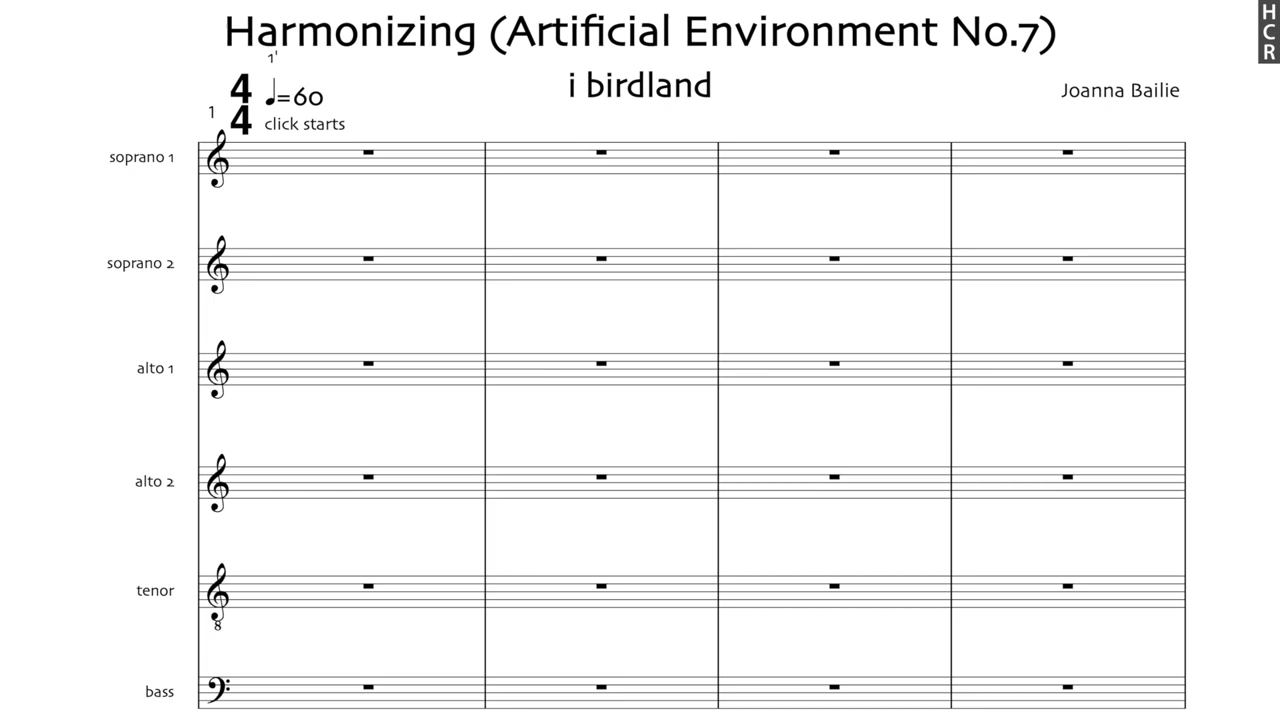 Harmonizing (Artificial Environment No.7)
HCR
1'
i birdland
Joanna Bailie
4
4
♩=60
1
click starts
soprano 1
soprano 2
alto 1
alto 2
tenor
8
bass